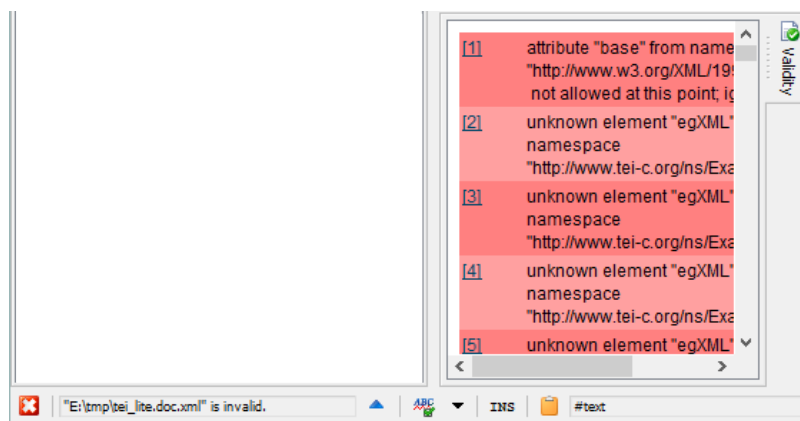 [1] attribute "base" from name
"http://www.w3.org/XML/19
not allowed at this point; ig
[2] unknown element "egXML"
namespace
"http://www.tei-c.org/ns/Exa
[3] unknown element "egXML"
namespace
"http://www.tei-c.org/ns/Exa
[4] unknown element "egXML"
namespace
"http://www.tei-c.org/ns/Exa
[5] unknown element "egXML"
Validity
"E:\tmp\tei_lite.doc.xml" is invalid.
ABC
INS
#text